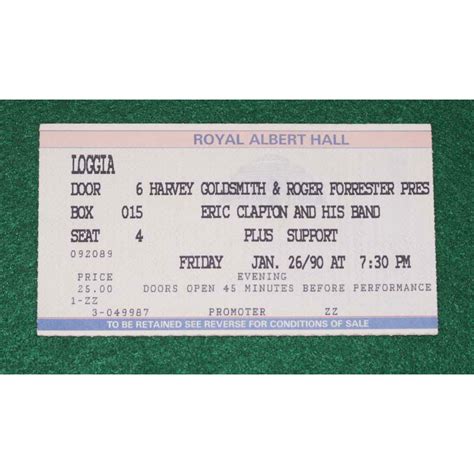 ROYAL ALBERT HALL
LOGGIA
DOOR 6 HARVEY GOLDSMITH & ROGER FORRESTER PRES
BOX 015 ERIC CLAPTON AND HIS BAND
SEAT 4 PLUS SUPPORT
092089 FRIDAY JAN. 26/90 AT 7:30 PM
PRICE EVENING
25.00 DOORS OPEN 45 MINUTES BEFORE PERFORMANCE
1-ZZ
3-049987 PROMOTER ZZ
TO BE RETAINED SEE REVERSE FOR CONDITIONS OF SALE